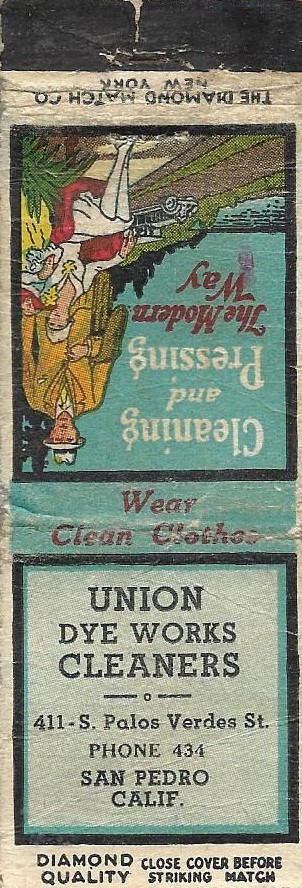 THE DIAMOND MATCH CO.
NEW YORK
Cleaning
and
Pressing
The Modern
Way
Wear
Clean Clothes
UNION
DYE WORKS
CLEANERS
411-S. Palos Verdes St.
PHONE 434
SAN PEDRO
CALIF.
DIAMOND QUALITY
CLOSE COVER BEFORE STRIKING MATCH